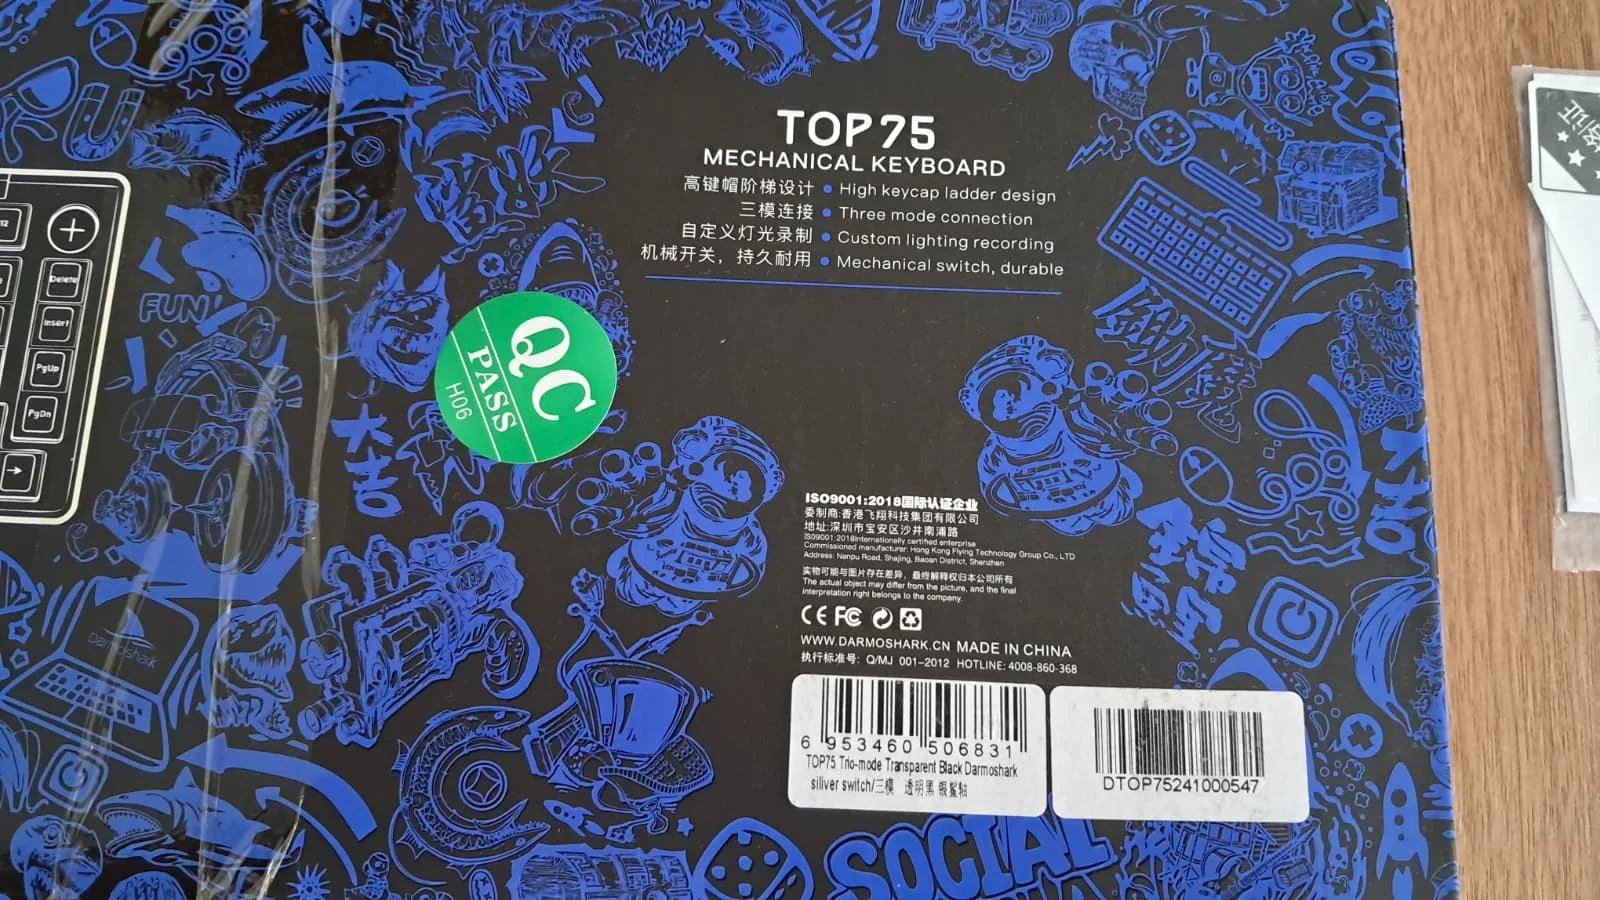 TOP75
MECHANICAL KEYBOARD
高键帽阶梯设计 • High keycap ladder design
三模连接 • Three mode connection
自定义灯光录制 • Custom lighting recording
机械开关，持久耐用 • Mechanical switch, durable
12
Delete
Insert
PgUp
PgDn
FUN
QC
PASS
H06
大吉
Darmoshark
ISO9001:2018国际认证企业
委制商:香港飞翔科技集团有限公司
地址:深圳市宝安区沙井南浦路
ISO9001:2018Internationally certified enterprise
Commissioned manufacturer: Hong Kong Flying Technology Group Co., LTD
Address: Nanpu Road, Shajing, Baoan District, Shenzhen
实物可能与图片存在差异，最终解释权归本公司所有
The actual object may differ from the picture, and the final
interpretation right belongs to the company.
CE FC
WWW.DARMOSHARK.CN MADE IN CHINA
执行标准号: Q/MJ 001-2012 HOTLINE: 4008-860-368
6 953460 506831
TOP75 Trio-mode Transparent Black Darmoshark
siliver switch/三模 透明黑 银鲨轴
DTOP75241000547
SOCIAL